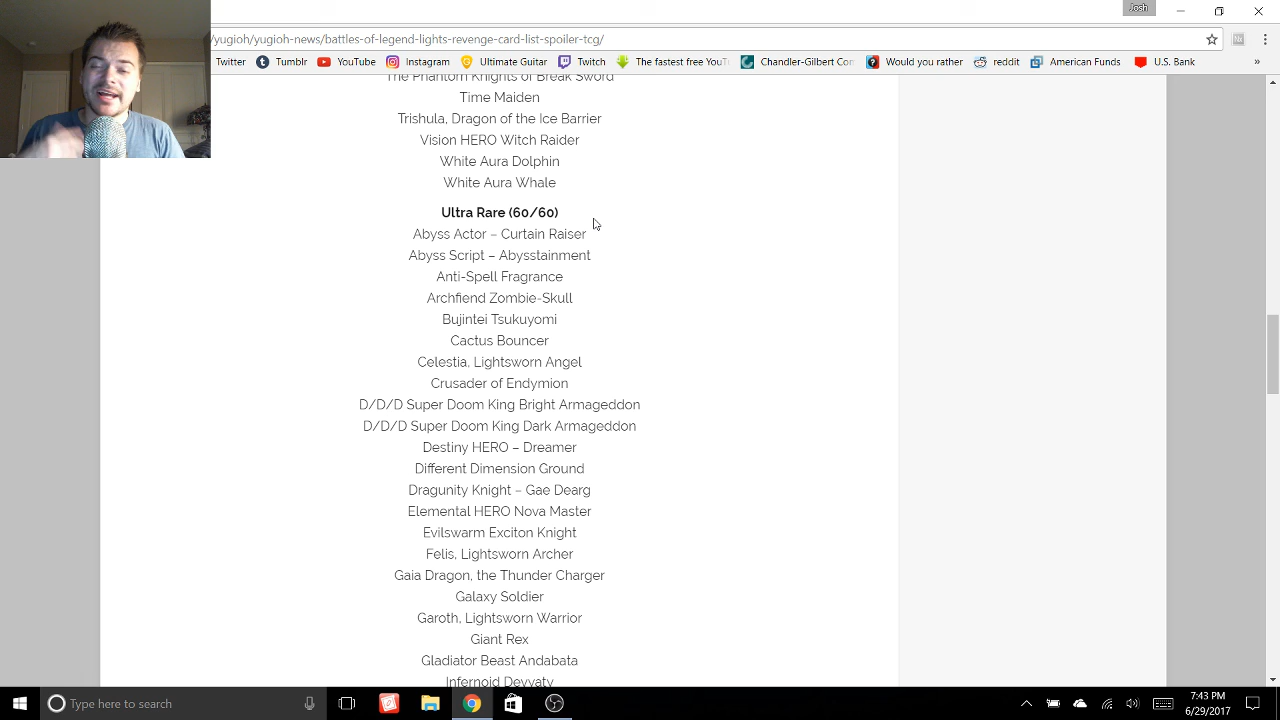 Josh
/yugioh/yugioh-news/battles-of-legend-lights-revenge-card-list-spoiler-tcg/
Twitter Tumblr YouTube Instagram Ultimate Guitar Twitch The fastest free YouT Chandler-Gilbert Con Would you rather reddit American Funds U.S. Bank »
The Phantom Knights of Break Sword
Time Maiden
Trishula, Dragon of the Ice Barrier
Vision HERO Witch Raider
White Aura Dolphin
White Aura Whale
Ultra Rare (60/60)
Abyss Actor – Curtain Raiser
Abyss Script – Abysstainment
Anti-Spell Fragrance
Archfiend Zombie-Skull
Bujintei Tsukuyomi
Cactus Bouncer
Celestia, Lightsworn Angel
Crusader of Endymion
D/D/D Super Doom King Bright Armageddon
D/D/D Super Doom King Dark Armageddon
Destiny HERO – Dreamer
Different Dimension Ground
Dragunity Knight – Gae Dearg
Elemental HERO Nova Master
Evilswarm Exciton Knight
Felis, Lightsworn Archer
Gaia Dragon, the Thunder Charger
Galaxy Soldier
Garoth, Lightsworn Warrior
Giant Rex
Gladiator Beast Andabata
Infernoid Devyaty
Type here to search
7:43 PM
6/29/2017